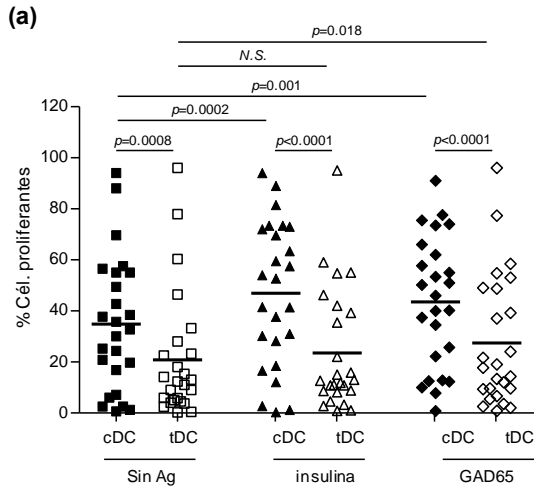 (a)
p=0.018
N.S.
p=0.001
p=0.0002
p=0.0008
p<0.0001
p<0.0001
% Cél. proliferantes
120
100
80
60
40
20
0
cDC tDC cDC tDC cDC tDC
Sin Ag insulina GAD65